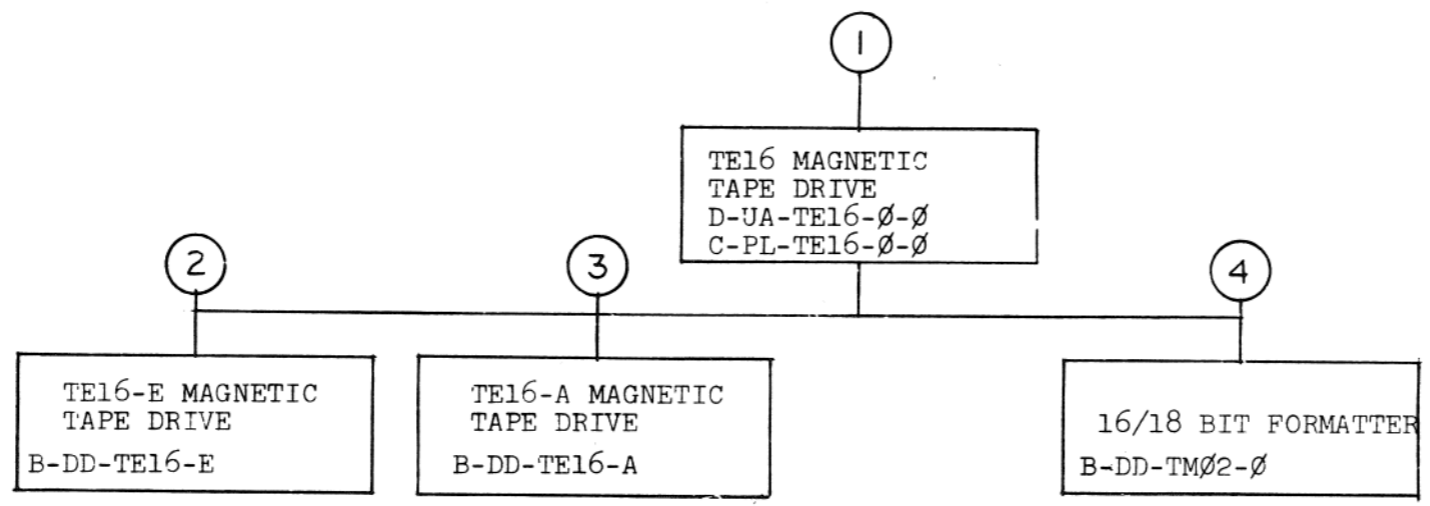 1
TE16 MAGNETIC
TAPE DRIVE
D-UA-TE16-Ø-Ø
C-PL-TE16-Ø-Ø
2
3
4
TE16-E MAGNETIC
TAPE DRIVE
B-DD-TE16-E
TE16-A MAGNETIC
TAPE DRIVE
B-DD-TE16-A
16/18 BIT FORMATTER
B-DD-TMØ2-Ø